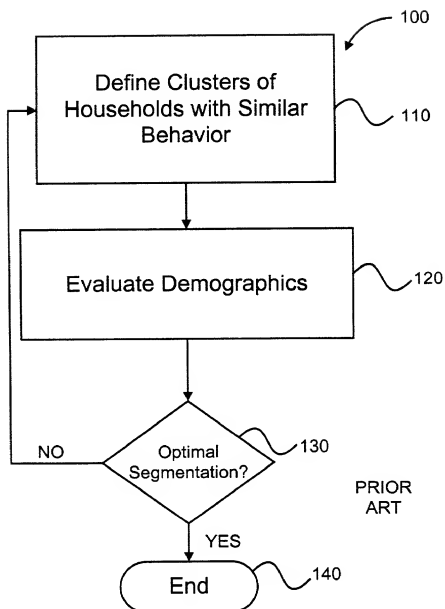 100
Define Clusters of
Households with Similar
Behavior
110
Evaluate Demographics
120
Optimal
Segmentation?
130
NO
PRIOR
ART
YES
End
140